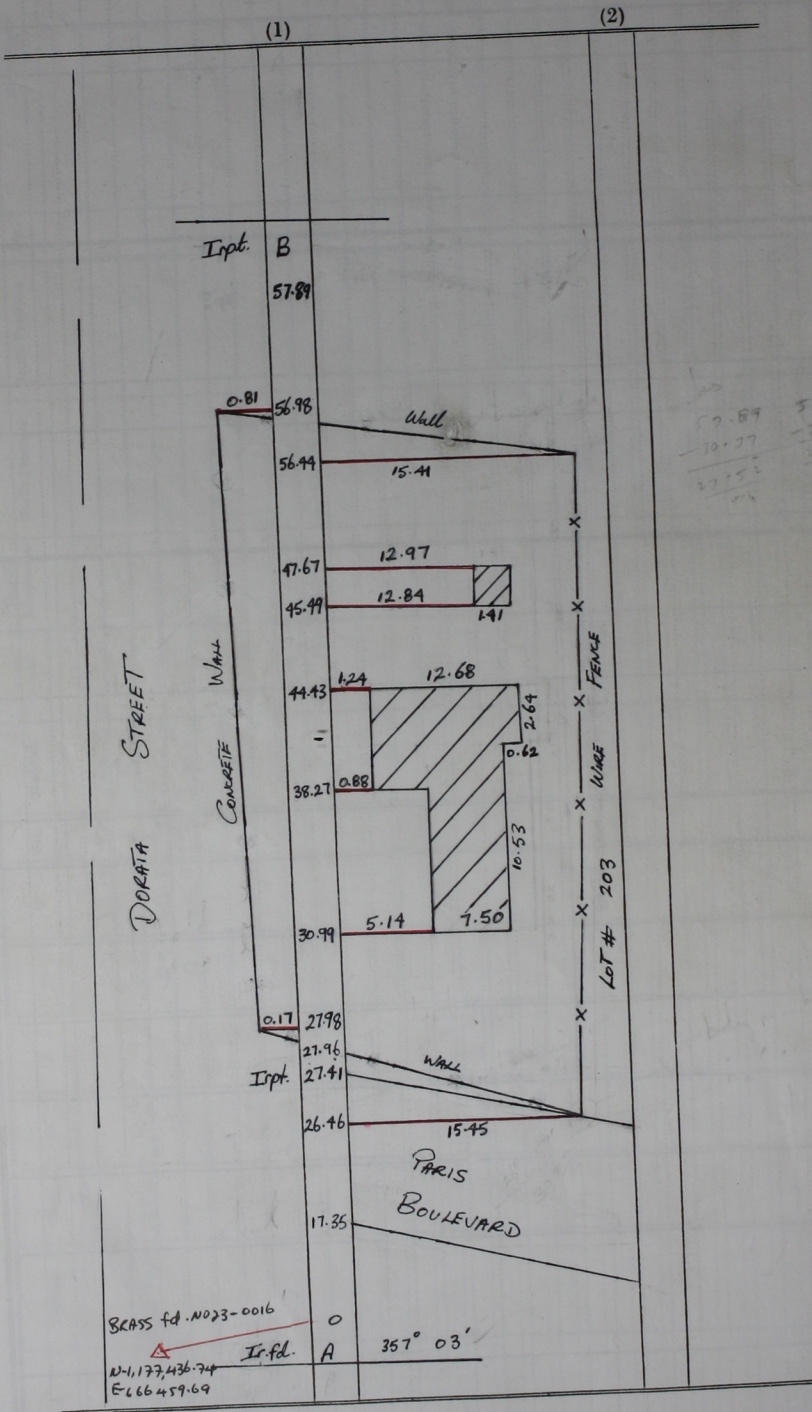 (1) (2)
Irpt. B
57.89
0.81 56.98 Wall
56.44 15.41
47.67 12.97
45.49 12.84 1.41
44.43 1.24 12.68
2.64
0.62
38.27 0.88
10.53
30.99 5.14 7.50
DORATA STREET
CONCRETE WALL
X X X X X X
WIRE FENCE
LOT # 203
0.17 27.98
27.96 WALL
Irpt. 27.41
26.46 15.45
PARIS
BOULEVARD
17.35
BRASS fd. NO23-0016 0
Ir.fd. A 357° 03'
N-1,177,436.74
E-666459.69
57.89